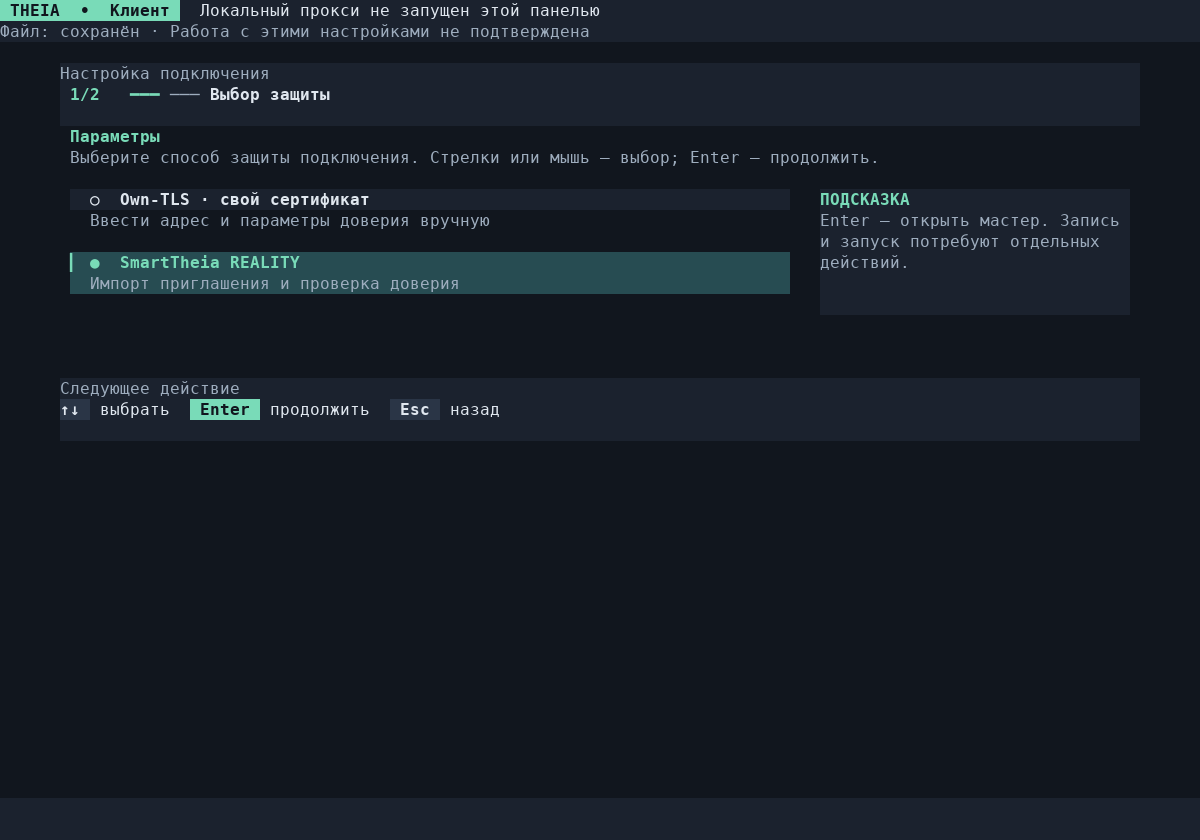 THEIA • Клиент Локальный прокси не запущен этой панелью
Файл: сохранён · Работа с этими настройками не подтверждена
Настройка подключения
1/2 ━━━ ─── Выбор защиты
Параметры
Выберите способ защиты подключения. Стрелки или мышь — выбор; Enter — продолжить.
○ Own-TLS · свой сертификат
Ввести адрес и параметры доверия вручную
● SmartTheia REALITY
Импорт приглашения и проверка доверия
ПОДСКАЗКА
Enter — открыть мастер. Запись
и запуск потребуют отдельных
действий.
Следующее действие
↑↓ выбрать Enter продолжить Esc назад